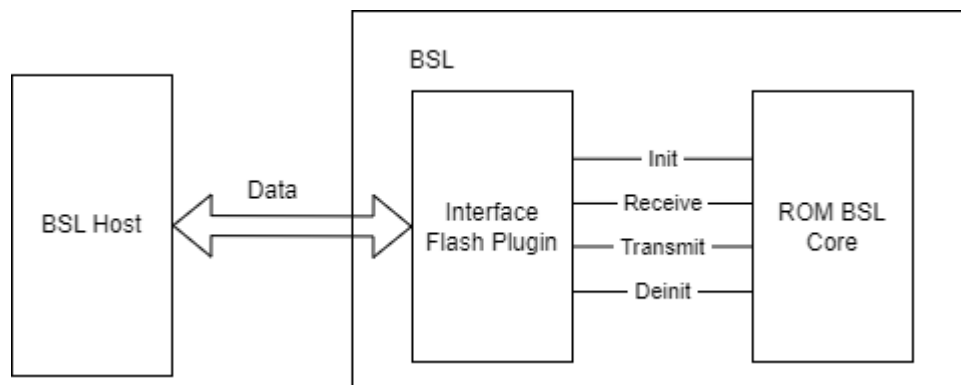 BSL
BSL Host
Data
Interface
Flash Plugin
Init
Receive
Transmit
Deinit
ROM BSL
Core